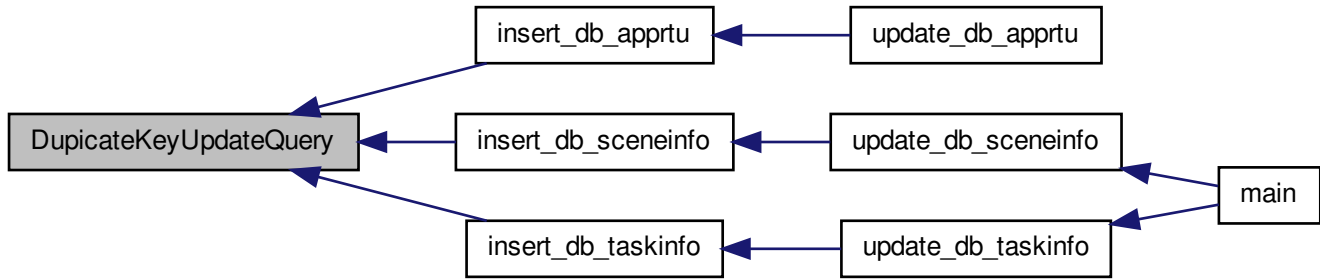 insert_db_apprtu
update_db_apprtu
DupicateKeyUpdateQuery
insert_db_sceneinfo
update_db_sceneinfo
main
insert_db_taskinfo
update_db_taskinfo